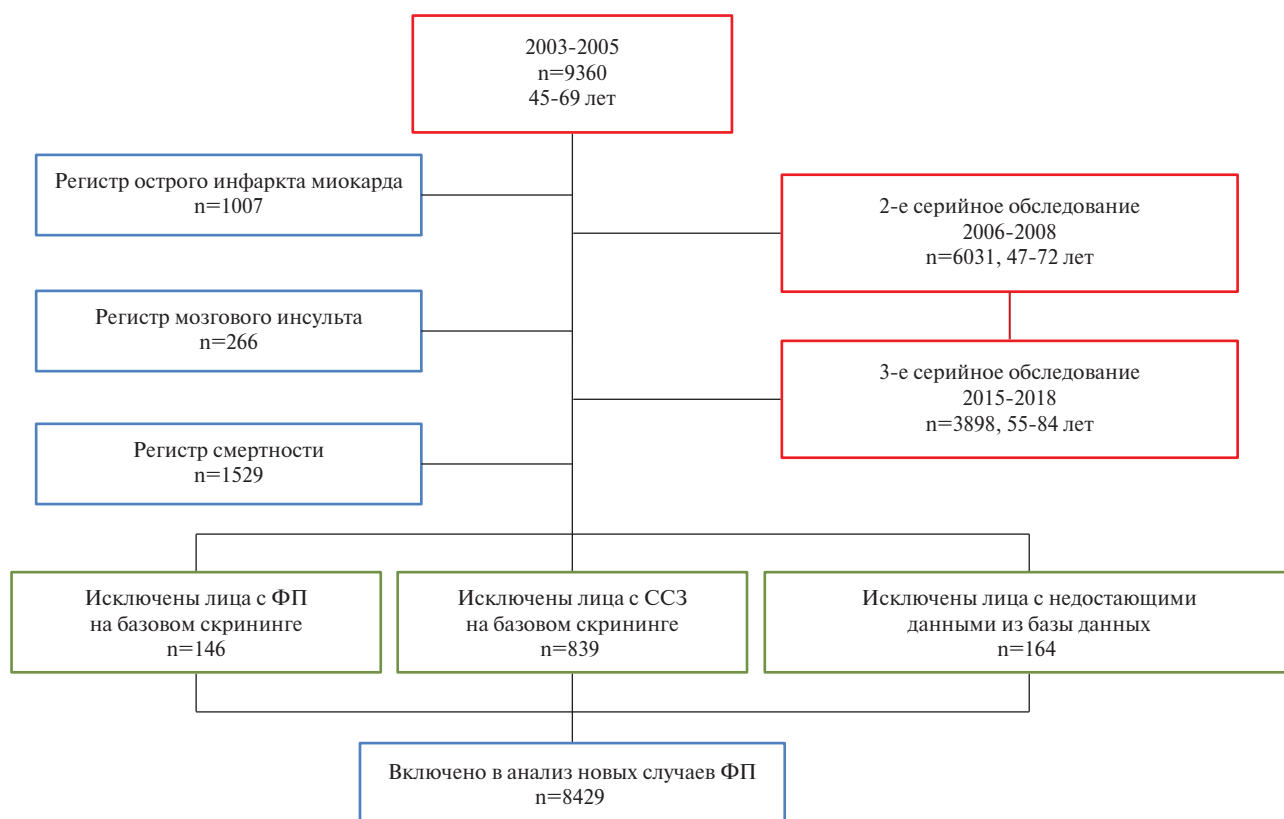 2003-2005
n=9360
45-69 лет
Регистр острого инфаркта миокарда
n=1007
2-е серийное обследование
2006-2008
n=6031, 47-72 лет
Регистр мозгового инсульта
n=266
3-е серийное обследование
2015-2018
n=3898, 55-84 лет
Регистр смертности
n=1529
Исключены лица с ФП
на базовом скрининге
n=146
Исключены лица с ССЗ
на базовом скрининге
n=839
Исключены лица с недостающими
данными из базы данных
n=164
Включено в анализ новых случаев ФП
n=8429